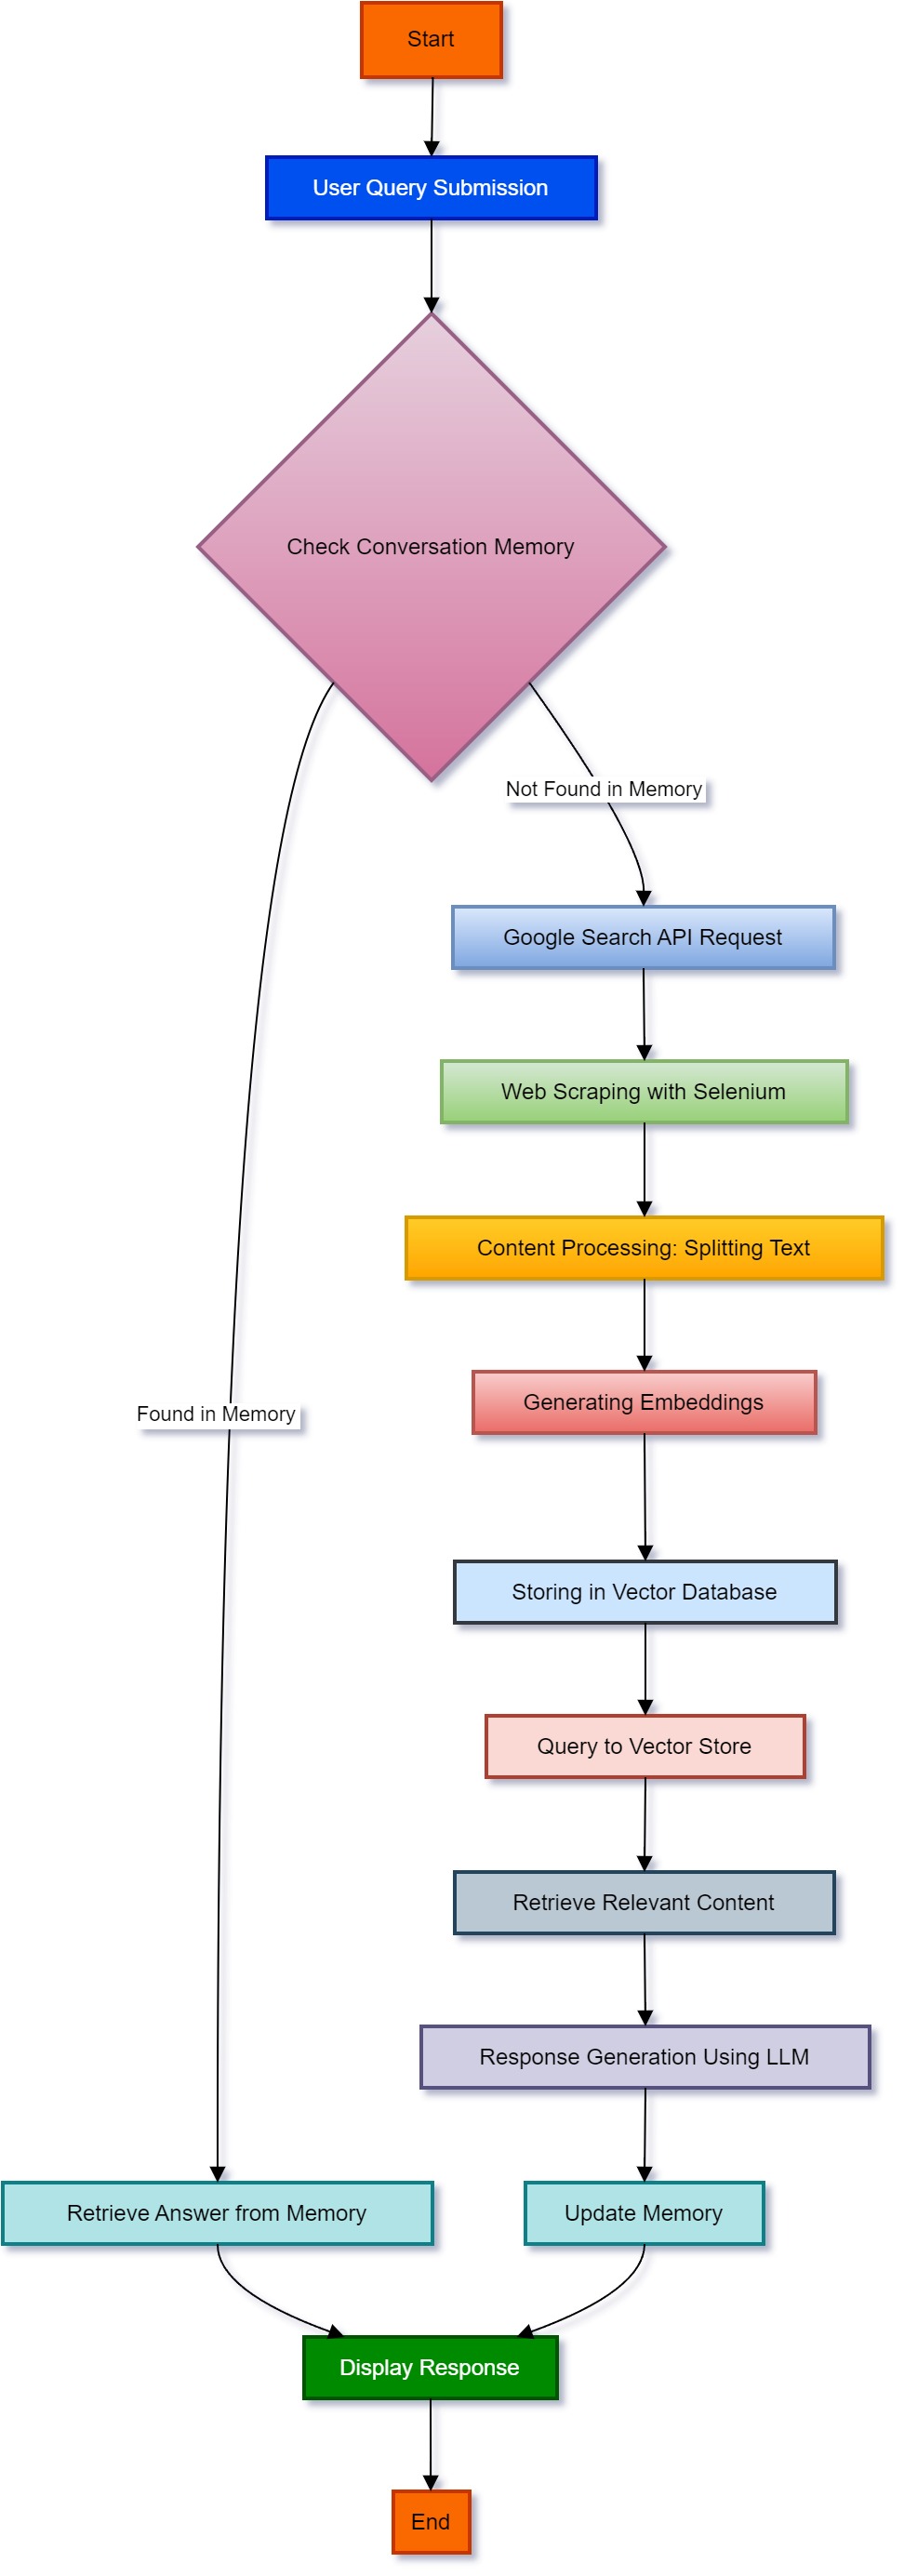 Start
User Query Submission
Check Conversation Memory
Not Found in Memory
Google Search API Request
Web Scraping with Selenium
Content Processing: Splitting Text
Generating Embeddings
Found in Memory
Storing in Vector Database
Query to Vector Store
Retrieve Relevant Content
Response Generation Using LLM
Retrieve Answer from Memory
Update Memory
Display Response
End